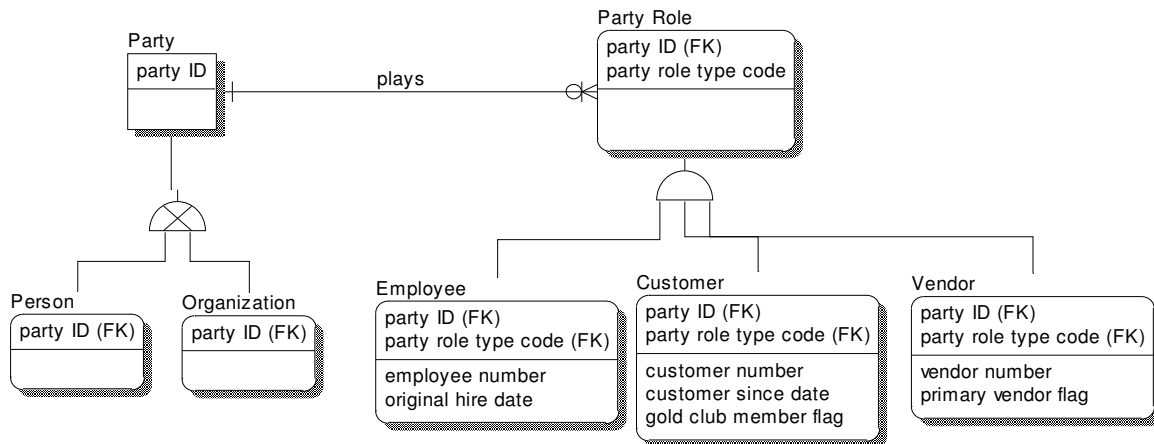 Party
party ID
plays
Party Role
party ID (FK)
party role type code
Person
party ID (FK)
Organization
party ID (FK)
Employee
party ID (FK)
party role type code (FK)
employee number
original hire date
Customer
party ID (FK)
party role type code (FK)
customer number
customer since date
gold club member flag
Vendor
party ID (FK)
party role type code (FK)
vendor number
primary vendor flag